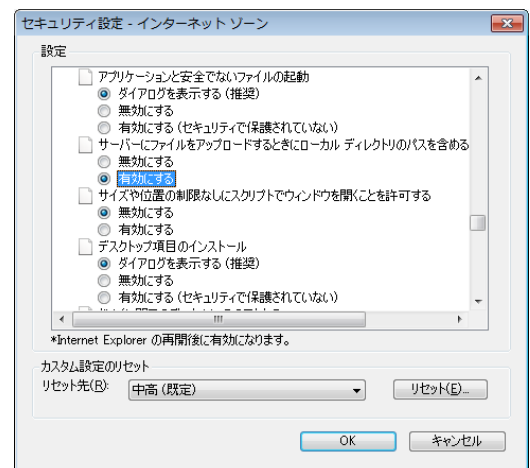 セキュリティ設定 - インターネット ゾーン
設定
アプリケーションと安全でないファイルの起動
ダイアログを表示する (推奨)
無効にする
有効にする (セキュリティで保護されていない)
サーバーにファイルをアップロードするときにローカル ディレクトリのパスを含める
無効にする
有効にする
サイズや位置の制限なしにスクリプトでウィンドウを開くことを許可する
無効にする
有効にする
デスクトップ項目のインストール
ダイアログを表示する (推奨)
無効にする
有効にする (セキュリティで保護されていない)
*Internet Explorer の再開後に有効になります。
カスタム設定のリセット
リセット先(R): 中高 (既定) リセット(E)...
OK キャンセル